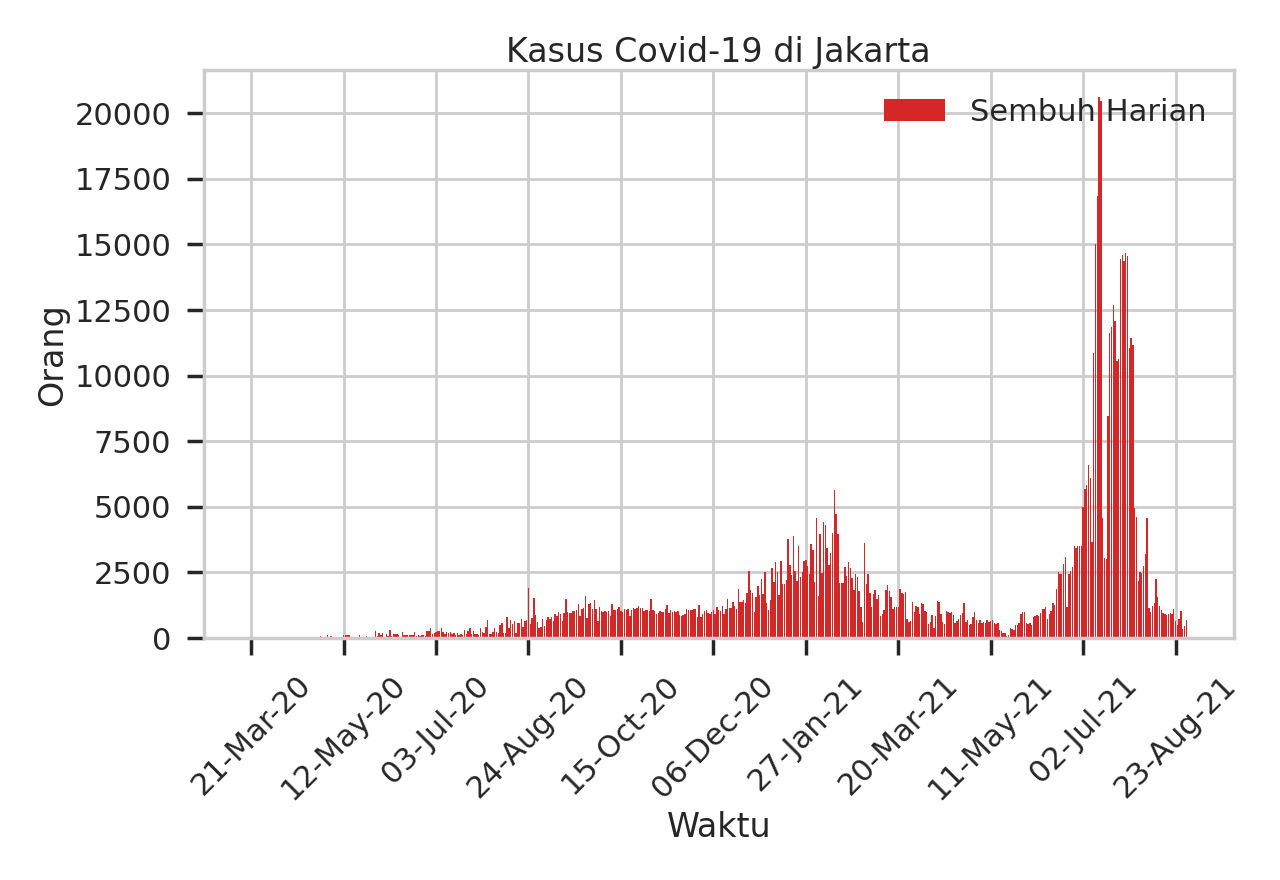 Kasus Covid-19 di Jakarta
Sembuh Harian
Orang
20000
17500
15000
12500
10000
7500
5000
2500
0
21-Mar-20
12-May-20
03-Jul-20
24-Aug-20
15-Oct-20
06-Dec-20
27-Jan-21
20-Mar-21
11-May-21
02-Jul-21
23-Aug-21
Waktu